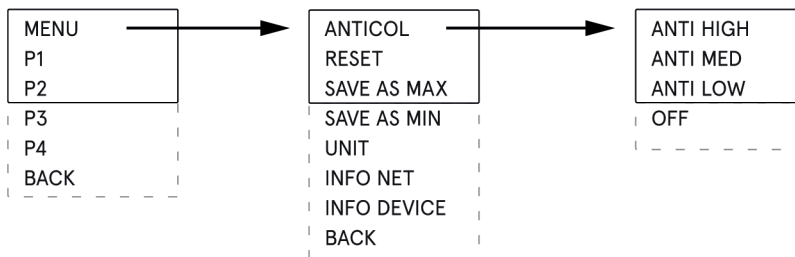 MENU
P1
P2
P3
P4
BACK
ANTICOL
RESET
SAVE AS MAX
SAVE AS MIN
UNIT
INFO NET
INFO DEVICE
BACK
ANTI HIGH
ANTI MED
ANTI LOW
OFF